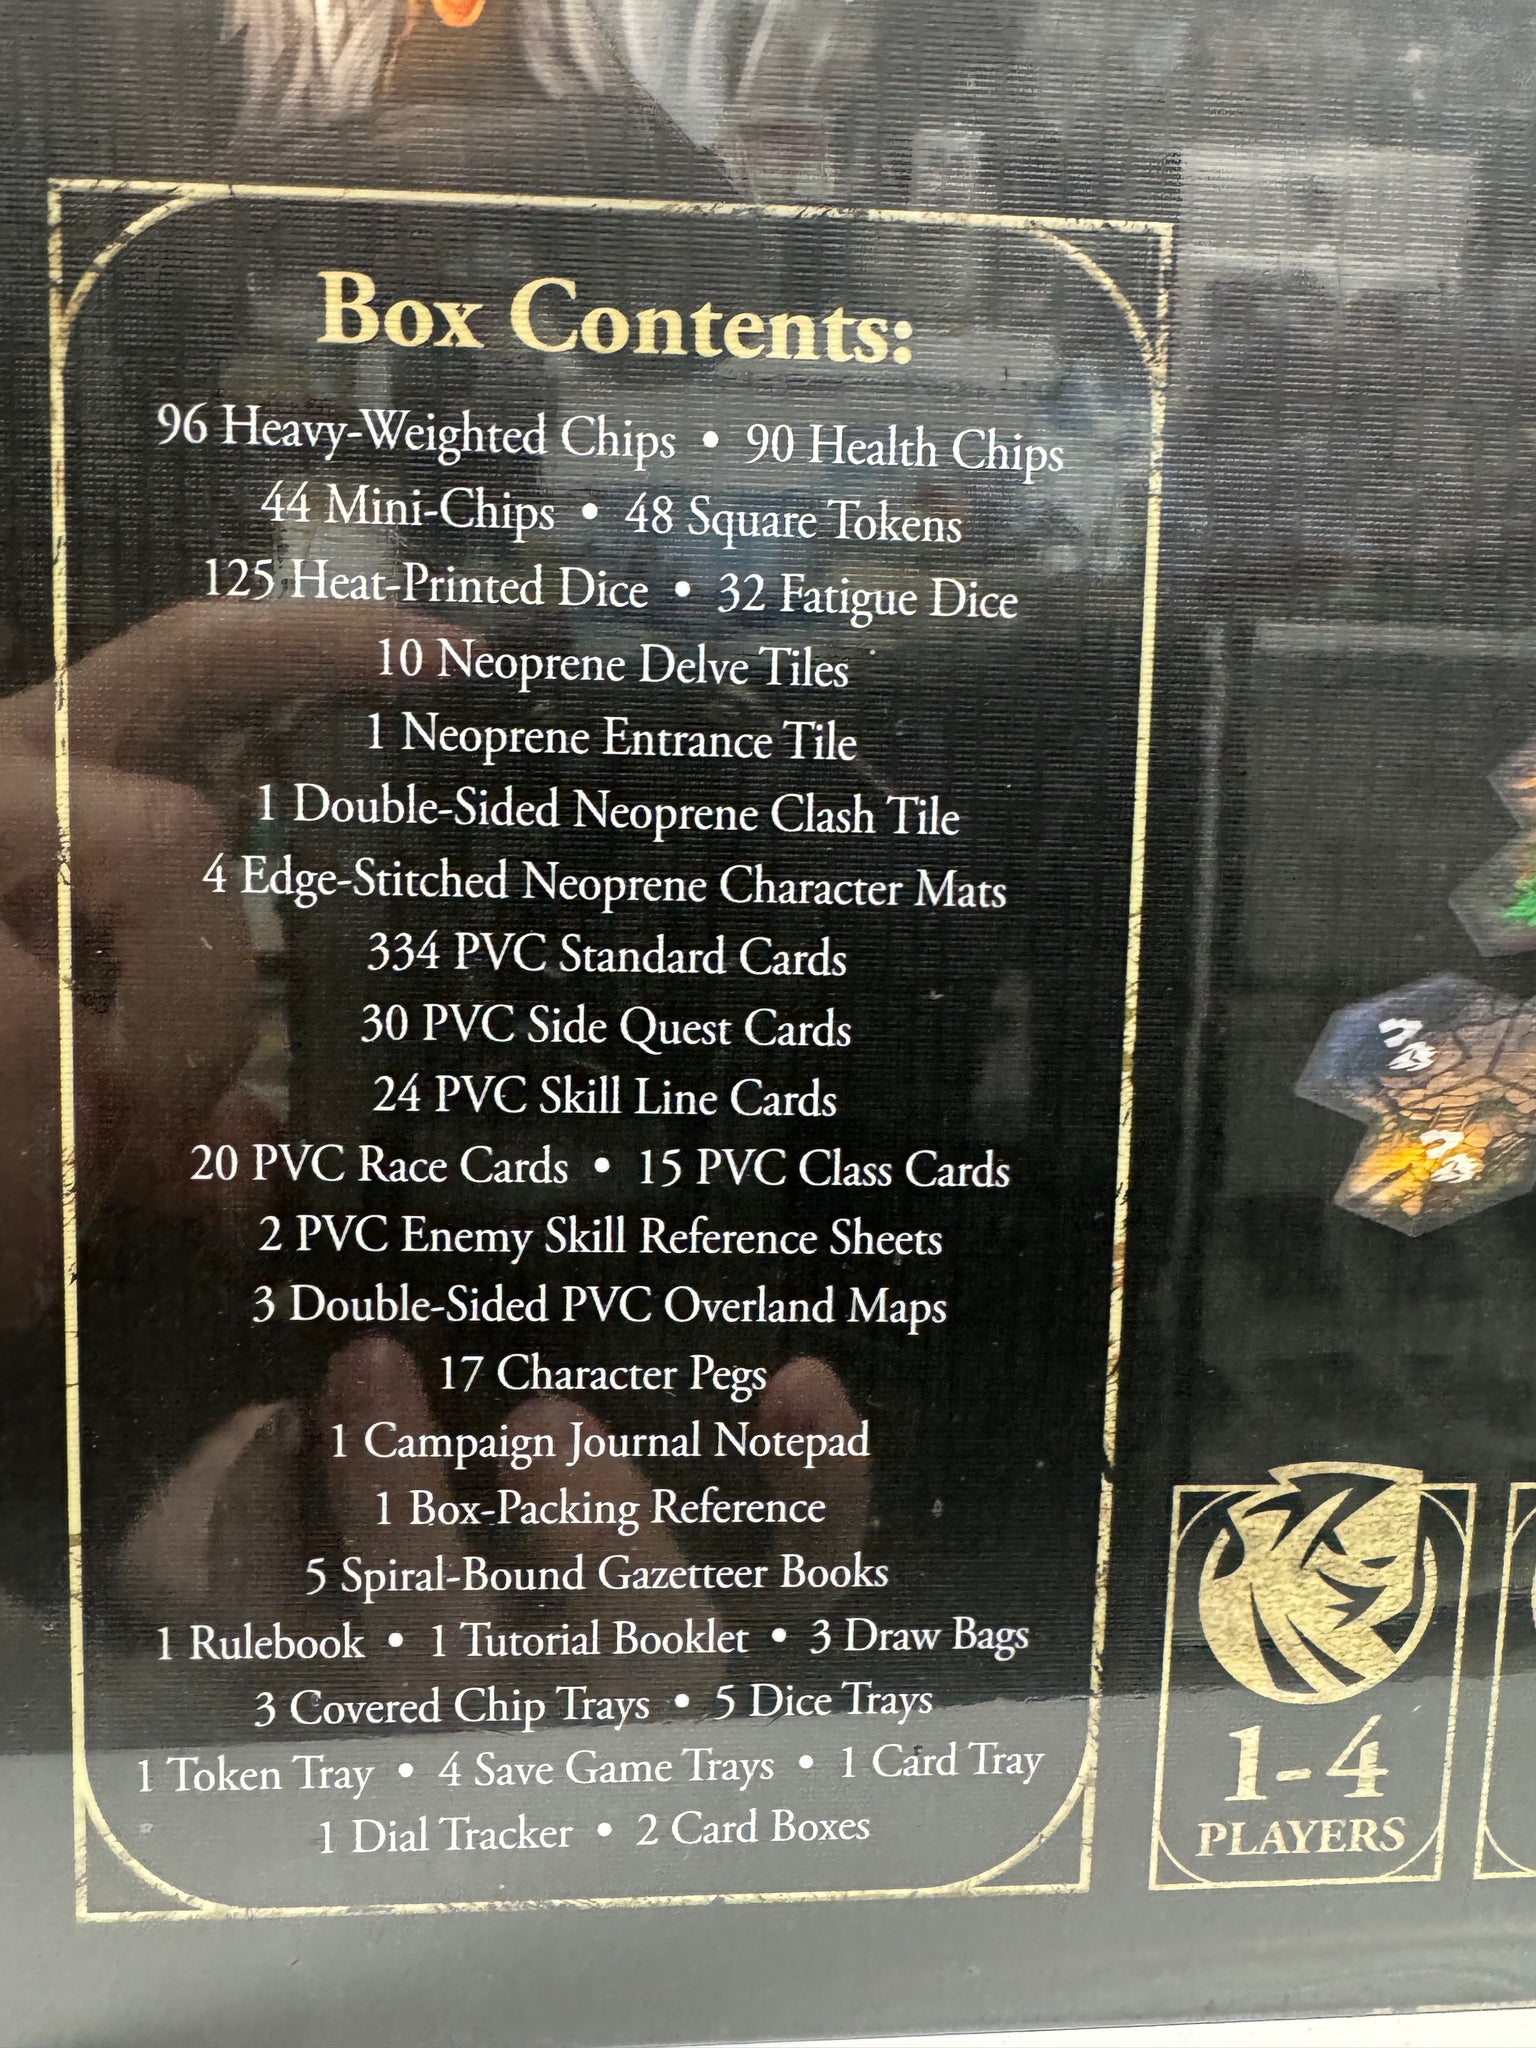 Box Contents:
96 Heavy-Weighted Chips • 90 Health Chips
44 Mini-Chips • 48 Square Tokens
125 Heat-Printed Dice • 32 Fatigue Dice
10 Neoprene Delve Tiles
1 Neoprene Entrance Tile
1 Double-Sided Neoprene Clash Tile
4 Edge-Stitched Neoprene Character Mats
334 PVC Standard Cards
30 PVC Side Quest Cards
24 PVC Skill Line Cards
20 PVC Race Cards • 15 PVC Class Cards
2 PVC Enemy Skill Reference Sheets
3 Double-Sided PVC Overland Maps
17 Character Pegs
1 Campaign Journal Notepad
1 Box-Packing Reference
5 Spiral-Bound Gazetteer Books
1 Rulebook • 1 Tutorial Booklet • 3 Draw Bags
3 Covered Chip Trays • 5 Dice Trays
1 Token Tray • 4 Save Game Trays • 1 Card Tray
1 Dial Tracker • 2 Card Boxes
1-4
PLAYERS